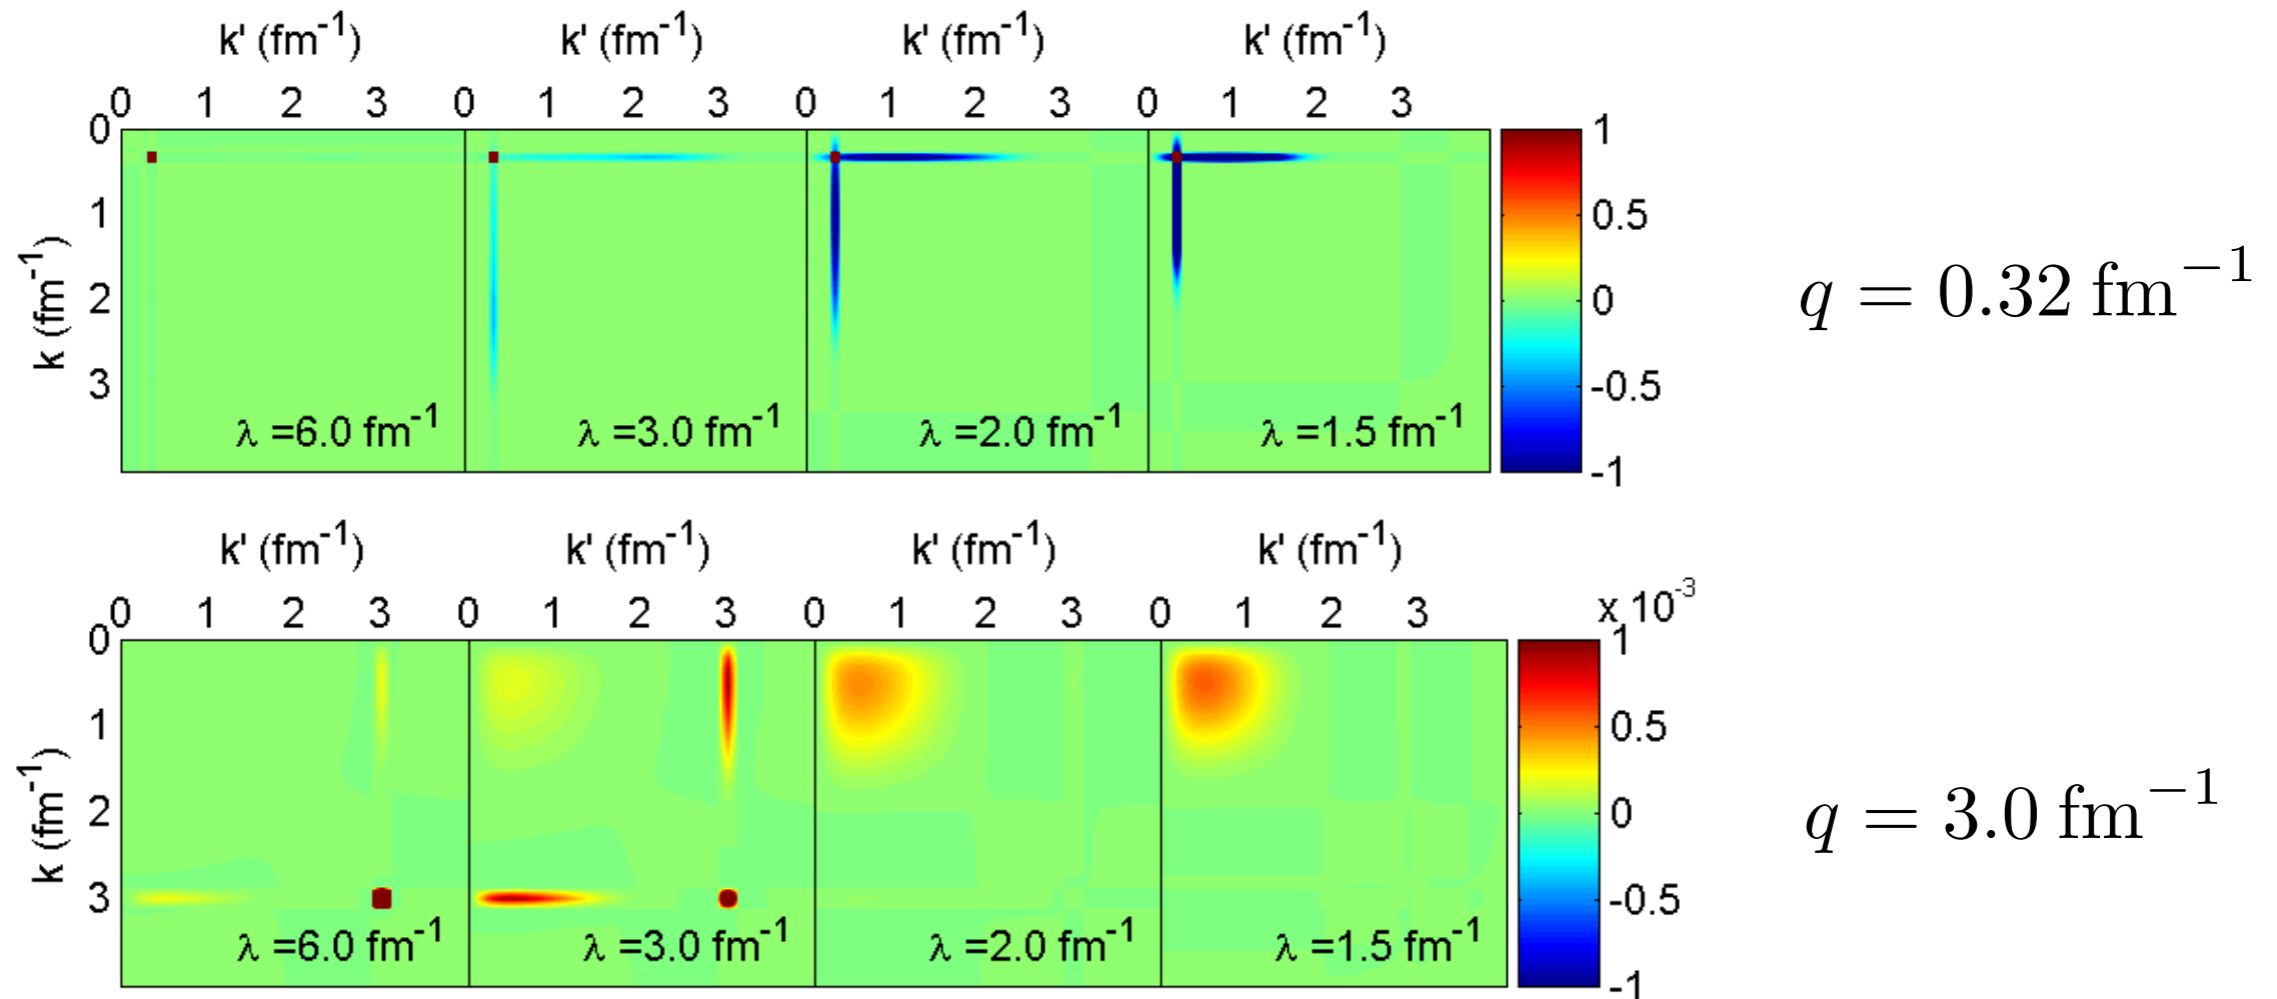 k' (fm⁻¹) k' (fm⁻¹) k' (fm⁻¹) k' (fm⁻¹)
0 1 2 3 0 1 2 3 0 1 2 3 0 1 2 3
0
1
2
3
k (fm⁻¹)
λ =6.0 fm⁻¹ λ =3.0 fm⁻¹ λ =2.0 fm⁻¹ λ =1.5 fm⁻¹
1
0.5
0
-0.5
-1
q = 0.32 fm⁻¹
k' (fm⁻¹) k' (fm⁻¹) k' (fm⁻¹) k' (fm⁻¹)
0 1 2 3 0 1 2 3 0 1 2 3 0 1 2 3
0
1
2
3
k (fm⁻¹)
λ =6.0 fm⁻¹ λ =3.0 fm⁻¹ λ =2.0 fm⁻¹ λ =1.5 fm⁻¹
x 10⁻³
1
0.5
0
-0.5
-1
q = 3.0 fm⁻¹